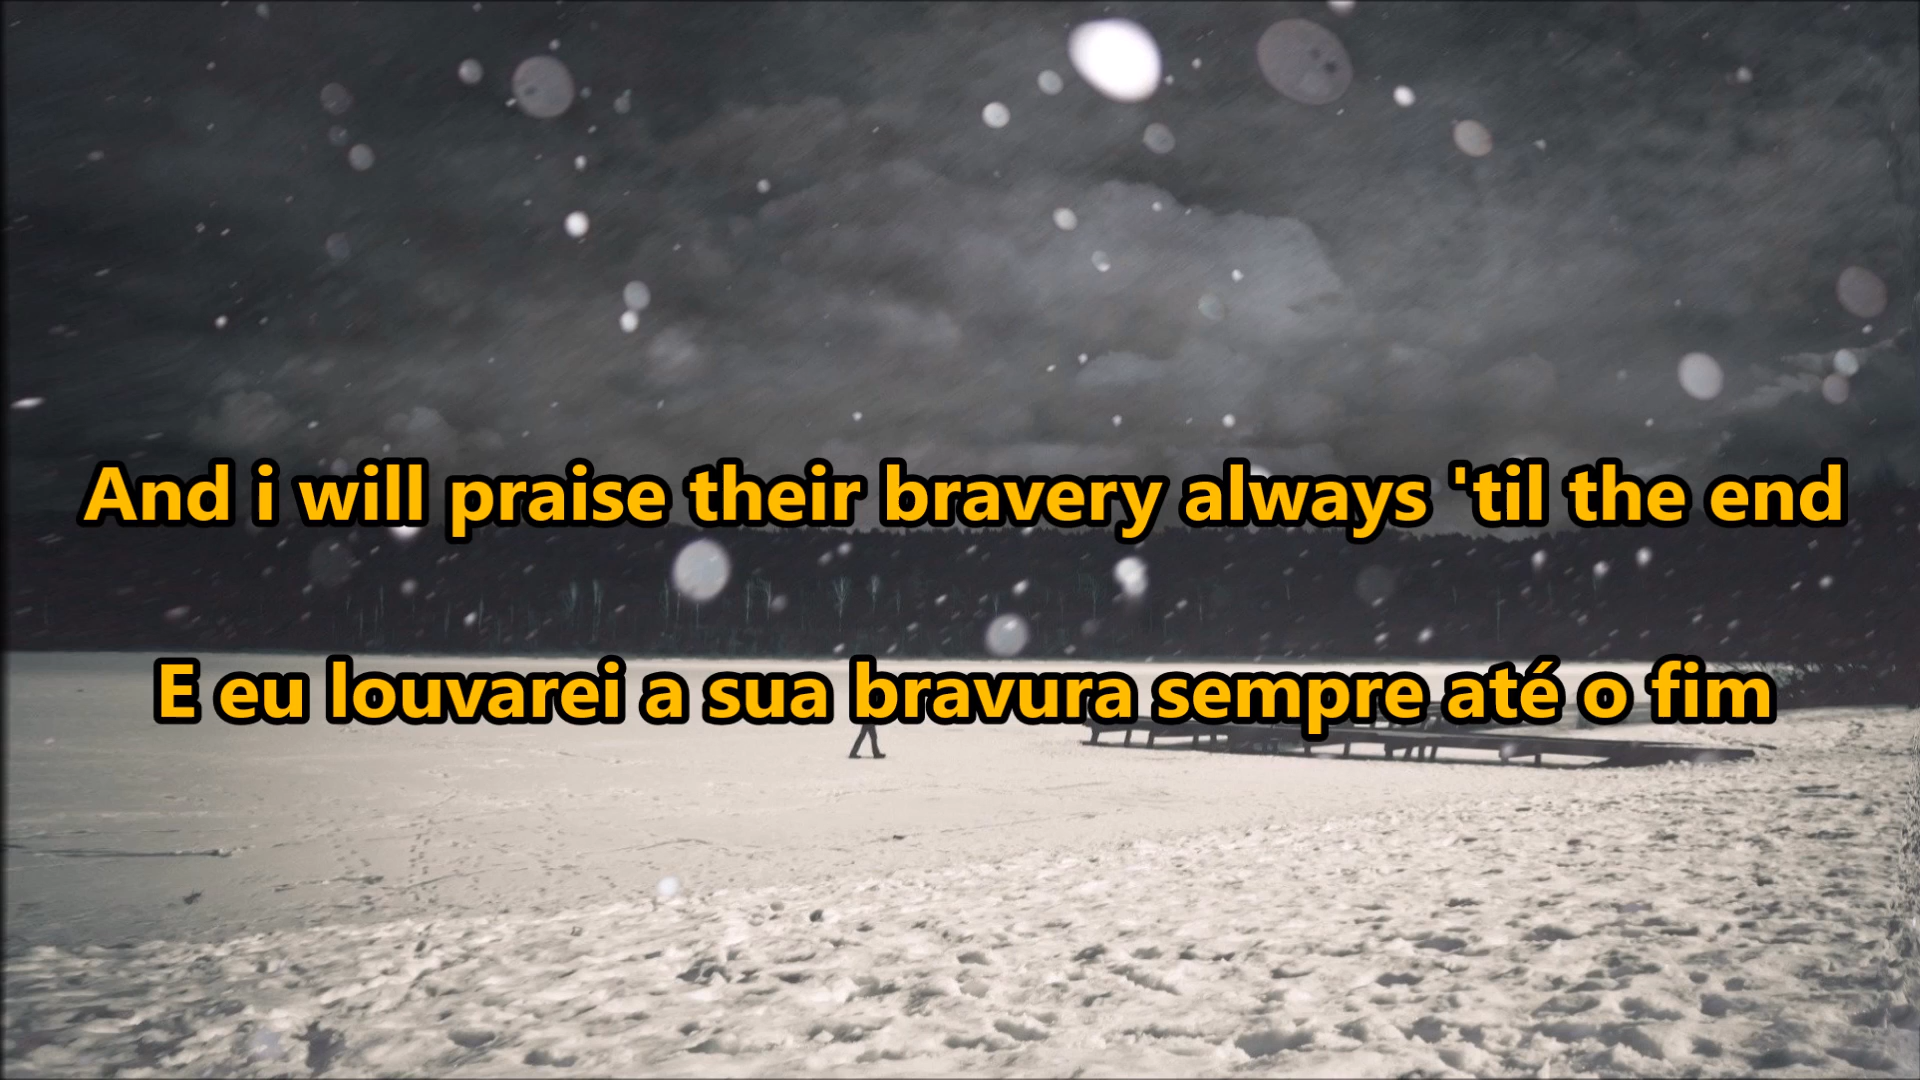 And i will praise their bravery always 'til the end
E eu louvarei a sua bravura sempre até o fim